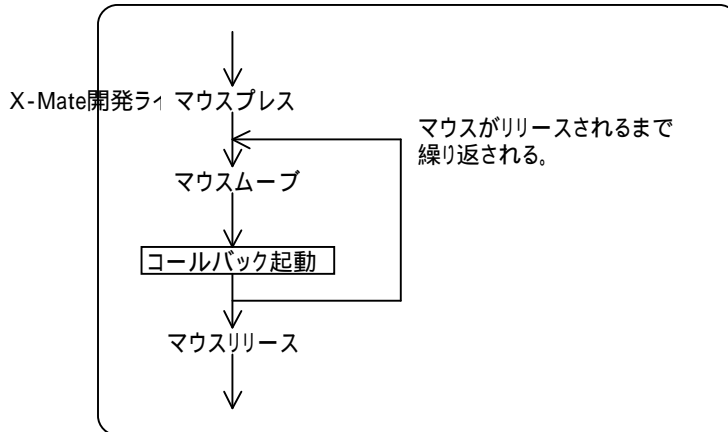 X-Mate開発ライ
マウスプレス
マウスがリリースされるまで
繰り返される。
マウスムーブ
コールバック起動
マウスリリース